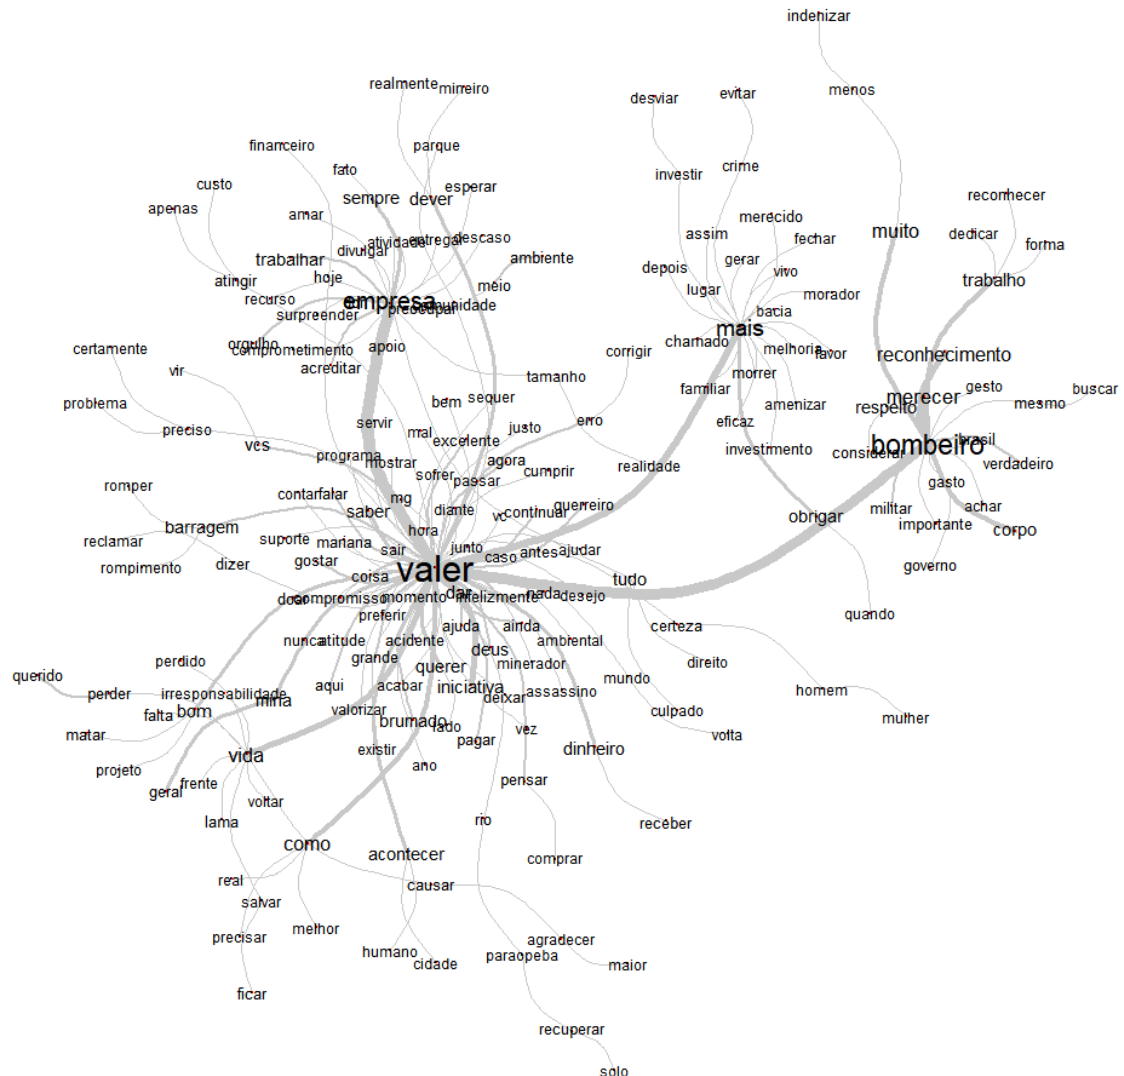 indenizar
realmente
mineiro
menos
evitar
desviar
financeiro
parque
crime
fato
investir
custo
esperar
sempre
dever
reconhecer
apenas
amar
merecido
muito
dedicar
assim
fechar
forma
atividade
entregar
descaso
divulgar
trabalhar
ambiente
gerar
depois
vivo
trabalho
atingir
hoje
meio
lugar
morador
recurso
empresa
preocupar
surpreender
bacia
mais
chamado
orgulho
comprometimento
apoio
certamente
corrigir
melhoria
favor
reconhecimento
acreditar
vir
tamanho
morrer
familiar
gesto
buscar
merecer
problema
bem
sequer
amenizar
respeito
mesmo
eficaz
preciso
servir
erro
justo
mal
vcs
excelente
bombeiro
brasil
investimento
considerar
programa
mostrar
agora
verdadeiro
realidade
sofrer
passar
cumprir
gasto
romper
contar
falar
mg
guerreiro
achar
saber
diante
vc
continuar
militar
obrigar
importante
barragem
hora
corpo
reclamar
suporte
mariana
sair
junto
caso
antes
ajudar
rompimento
gostar
dizer
governo
valer
coisa
tudo
dar
doar
compromisso
momento
infelizmente
nada
desejo
preferir
quando
ajuda
ainda
certeza
nunca
atitude
acidente
ambiental
deus
grande
perdido
querer
minerador
direito
querido
mundo
aqui
acabar
iniciativa
homem
perder
irresponsabilidade
deixar
assassino
mina
falta
bom
valorizar
culpado
mulher
brumado
lado
vez
matar
pagar
volta
existir
dinheiro
vida
ano
projeto
frente
pensar
geral
voltar
lama
rio
receber
como
acontecer
comprar
real
causar
salvar
melhor
precisar
agradecer
humano
paraopeba
cidade
maior
ficar
recuperar
solo